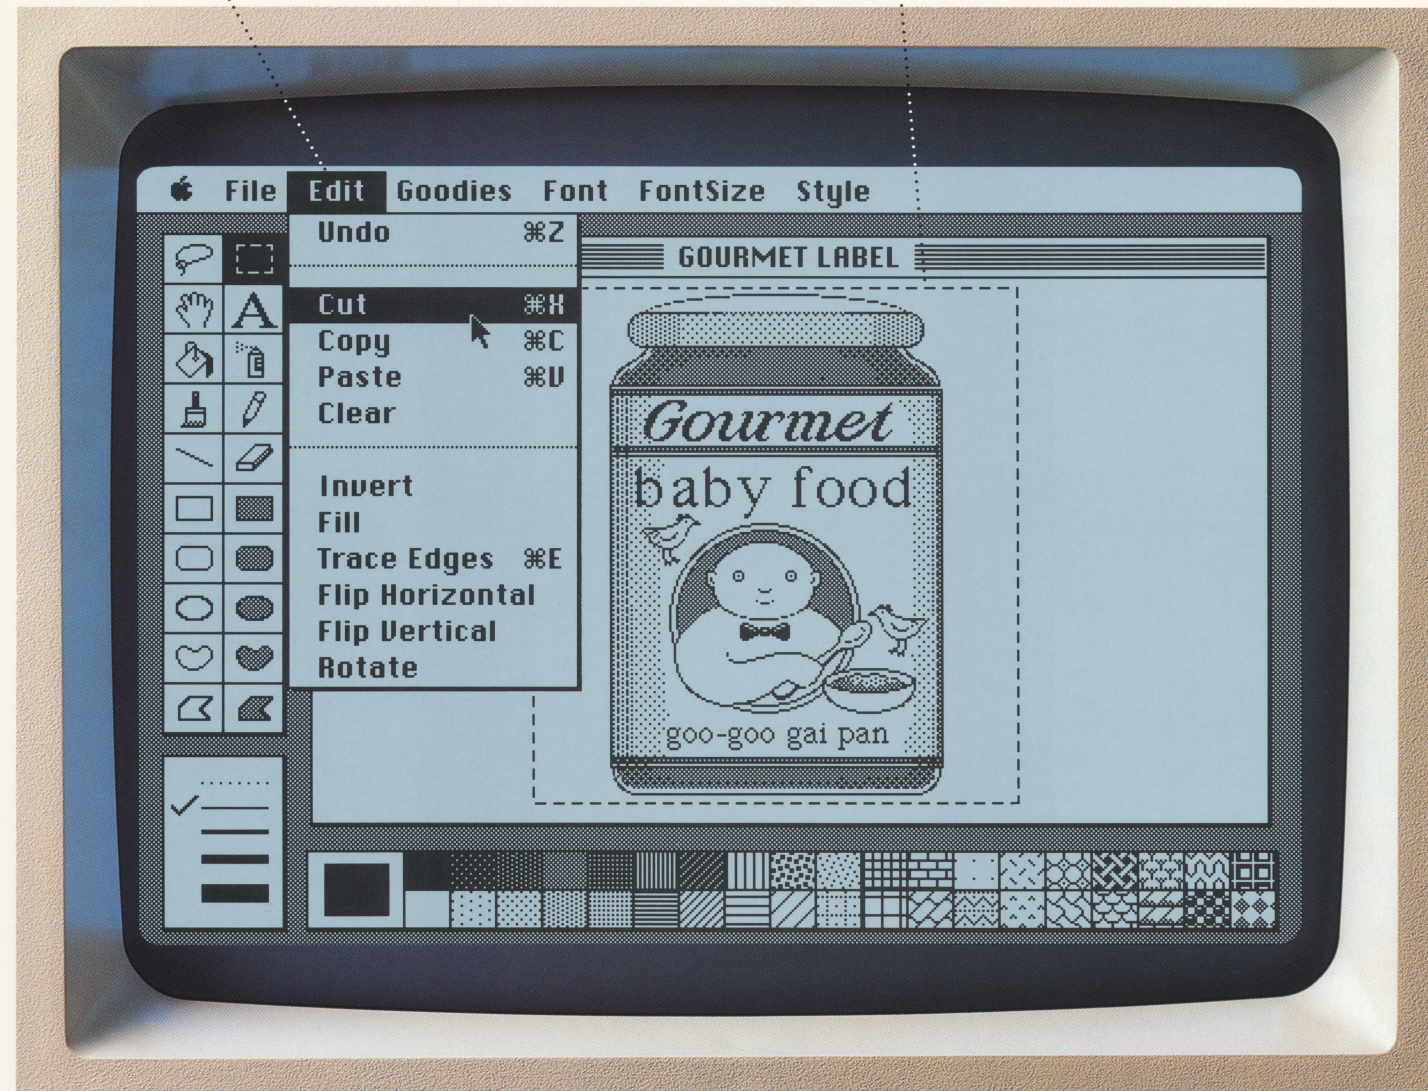 File Edit Goodies Font FontSize Style
Undo ⌘Z
Cut ⌘X
Copy ⌘C
Paste ⌘V
Clear
Invert
Fill
Trace Edges ⌘E
Flip Horizontal
Flip Vertical
Rotate
A
GOURMET LABEL
Gourmet
baby food
goo-goo gai pan